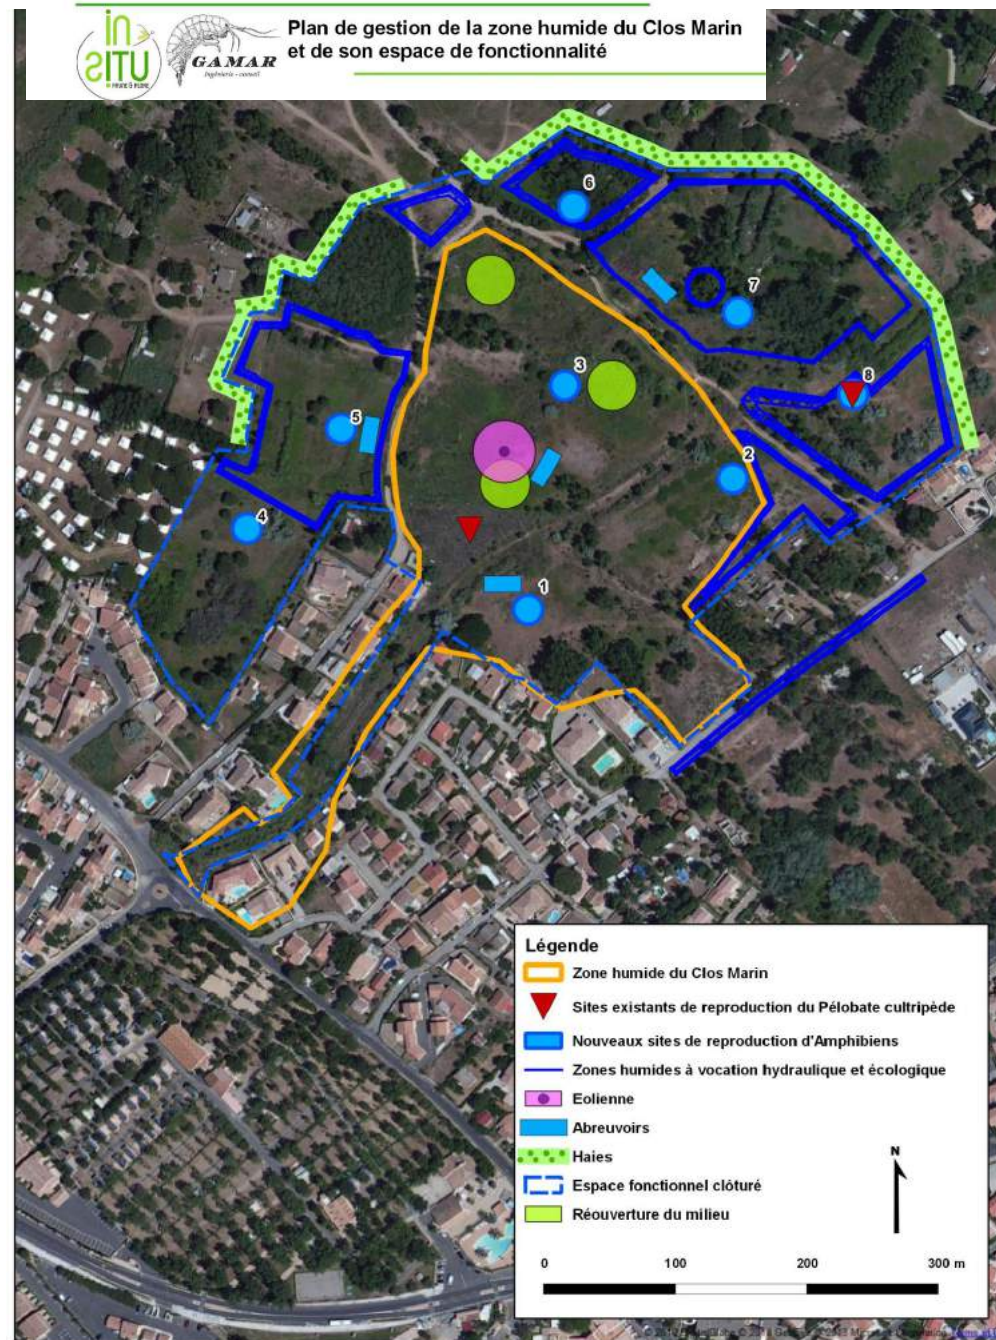 Plan de gestion de la zone humide du Clos Marin
et de son espace de fonctionnalité
in
SITU
FAUNE & FLORE
GAMAR
Ingénierie - conseil
6
7
8
3
5
2
4
1
Légende
Zone humide du Clos Marin
Sites existants de reproduction du Pélobate cultripède
Nouveaux sites de reproduction d'Amphibiens
Zones humides à vocation hydraulique et écologique
Eolienne
Abreuvoirs
Haies
Espace fonctionnel clôturé
Réouverture du milieu
N
0 100 200 300 m